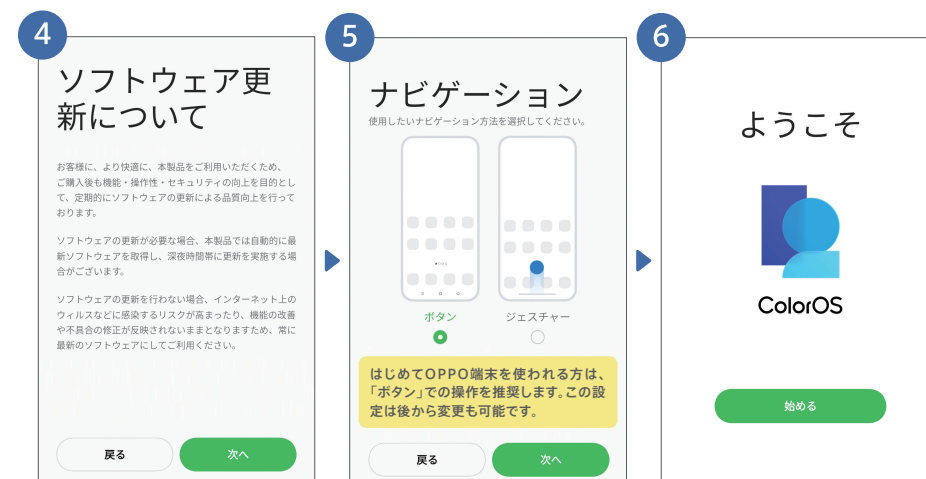 4
ソフトウェア更
新について
お客様に、より快適に、本製品をご利用いただくため、
ご購入後も機能・操作性・セキュリティの向上を目的とし
て、定期的にソフトウェアの更新による品質向上を行って
おります。
ソフトウェアの更新が必要な場合、本製品では自動的に最
新ソフトウェアを取得し、深夜時間帯に更新を実施する場
合がございます。
ソフトウェアの更新を行わない場合、インターネット上の
ウィルスなどに感染するリスクが高まったり、機能の改善
や不具合の修正が反映されないままとなりますため、常に
最新のソフトウェアにしてご利用ください。
戻る
次へ
5
ナビゲーション
使用したいナビゲーション方法を選択してください。
ボタン
ジェスチャー
はじめてOPPO端末を使われる方は、
「ボタン」での操作を推奨します。この設
定は後から変更も可能です。
戻る
次へ
6
ようこそ
ColorOS
始める